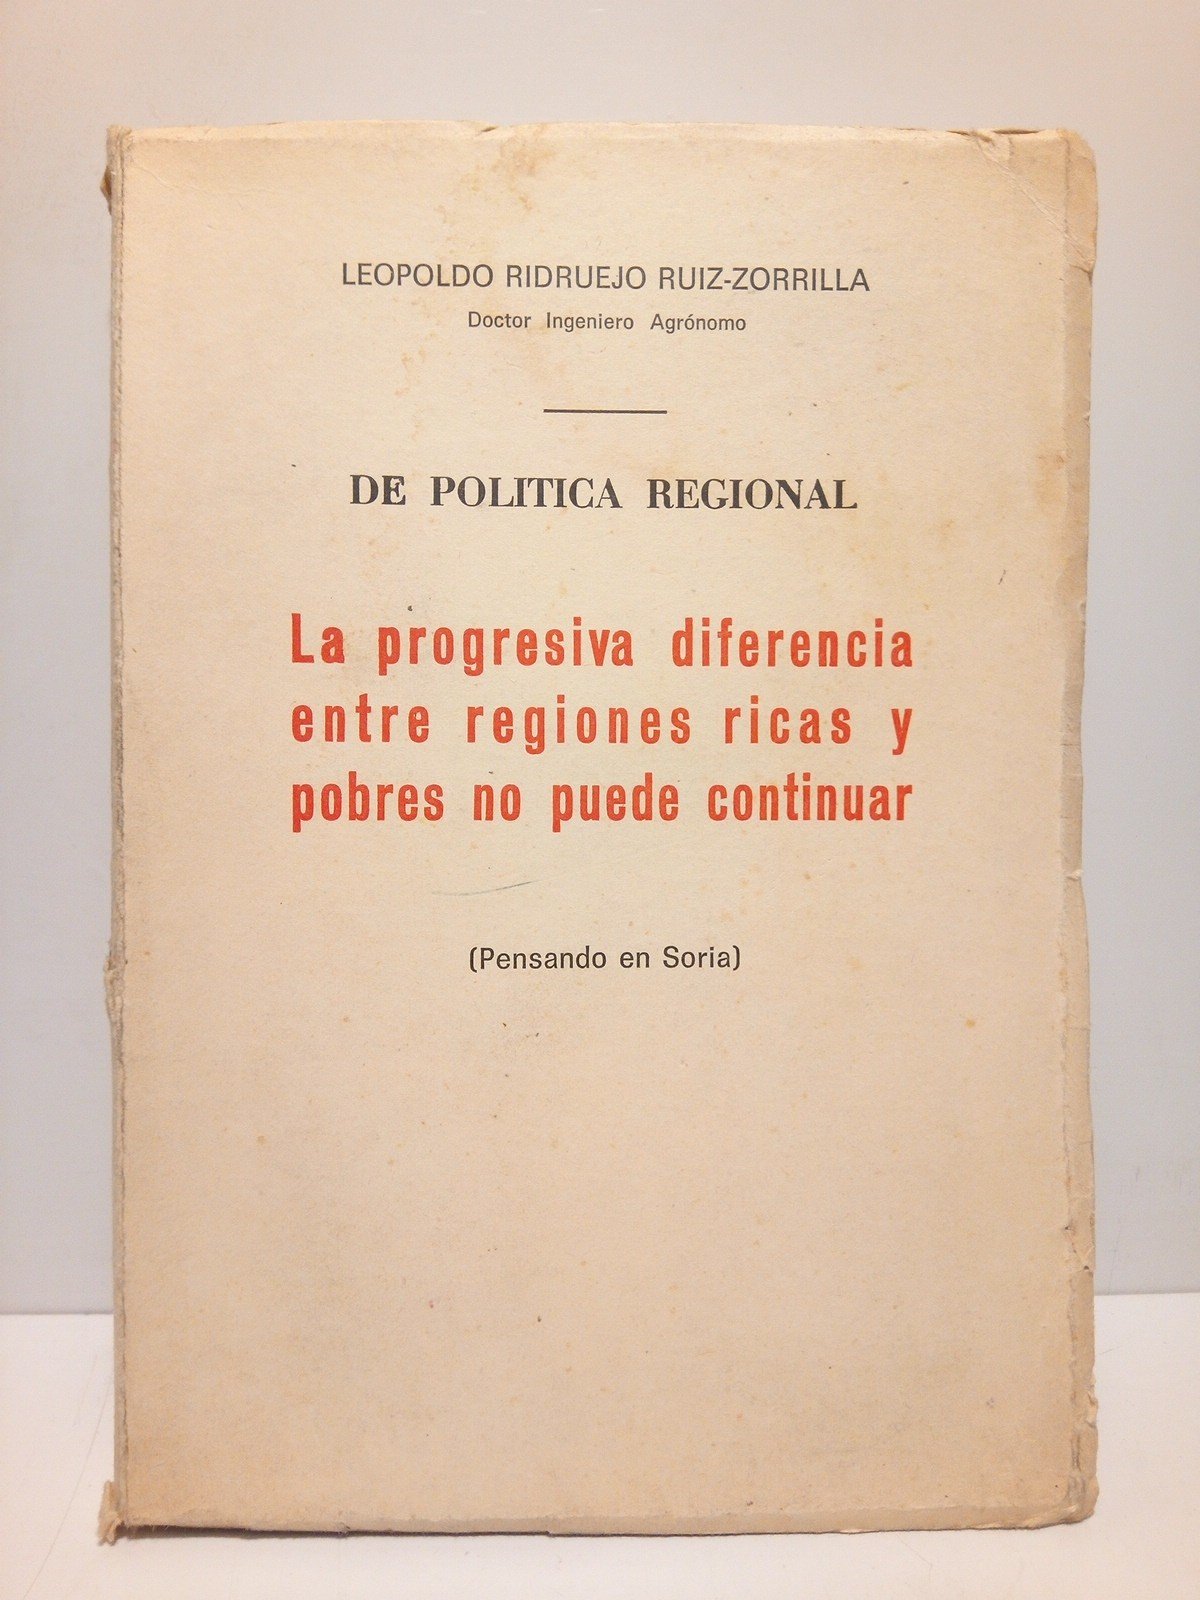 LEOPOLDO RIDRUEJO RUIZ-ZORRILLA
Doctor Ingeniero Agrónomo
DE POLITICA REGIONAL
La progresiva diferencia
entre regiones ricas y
pobres no puede continuar
(Pensando en Soria)